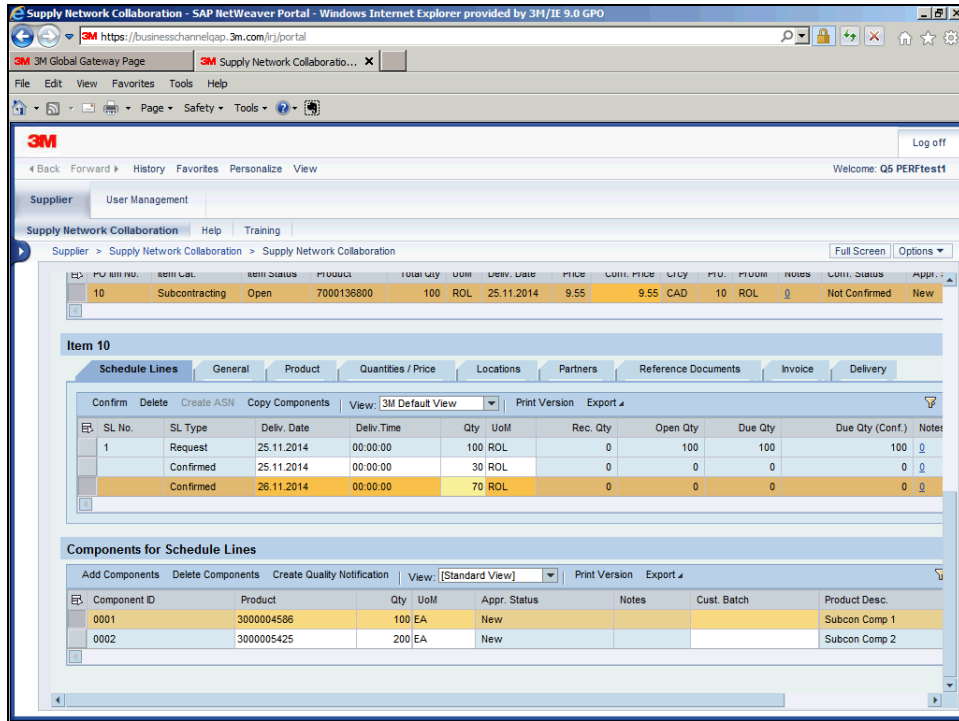 Supply Network Collaboration - SAP NetWeaver Portal - Windows Internet Explorer provided by 3M/IE 9.0 GPO
3M https://businesschannelqap.3m.com/irj/portal
3M 3M Global Gateway Page 3M Supply Network Collaboratio... X
File Edit View Favorites Tools Help
Page Safety Tools
3M Log off
Back Forward History Favorites Personalize View Welcome: Q5 PERFtest1
Supplier User Management
Supply Network Collaboration Help Training
Supplier > Supply Network Collaboration > Supply Network Collaboration Full Screen Options
PO Itm No. Item Cat. Item Status Product Total Qty UoM Deliv. Date Price Conf. Price Crcy PrU. PrUoM Notes Conf. Status Appr.
10 Subcontracting Open 7000136800 100 ROL 25.11.2014 9.55 9.55 CAD 10 ROL 0 Not Confirmed New
Item 10
Schedule Lines General Product Quantities / Price Locations Partners Reference Documents Invoice Delivery
Confirm Delete Create ASN Copy Components View: 3M Default View Print Version Export
SL No. SL Type Deliv. Date Deliv.Time Qty UoM Rec. Qty Open Qty Due Qty Due Qty (Conf.) Notes
1 Request 25.11.2014 00:00:00 100 ROL 0 100 100 100 0
Confirmed 25.11.2014 00:00:00 30 ROL 0 0 0 0 0
Confirmed 26.11.2014 00:00:00 70 ROL 0 0 0 0 0
Components for Schedule Lines
Add Components Delete Components Create Quality Notification View: [Standard View] Print Version Export
Component ID Product Qty UoM Appr. Status Notes Cust. Batch Product Desc.
0001 3000004586 100 EA New Subcon Comp 1
0002 3000005425 200 EA New Subcon Comp 2